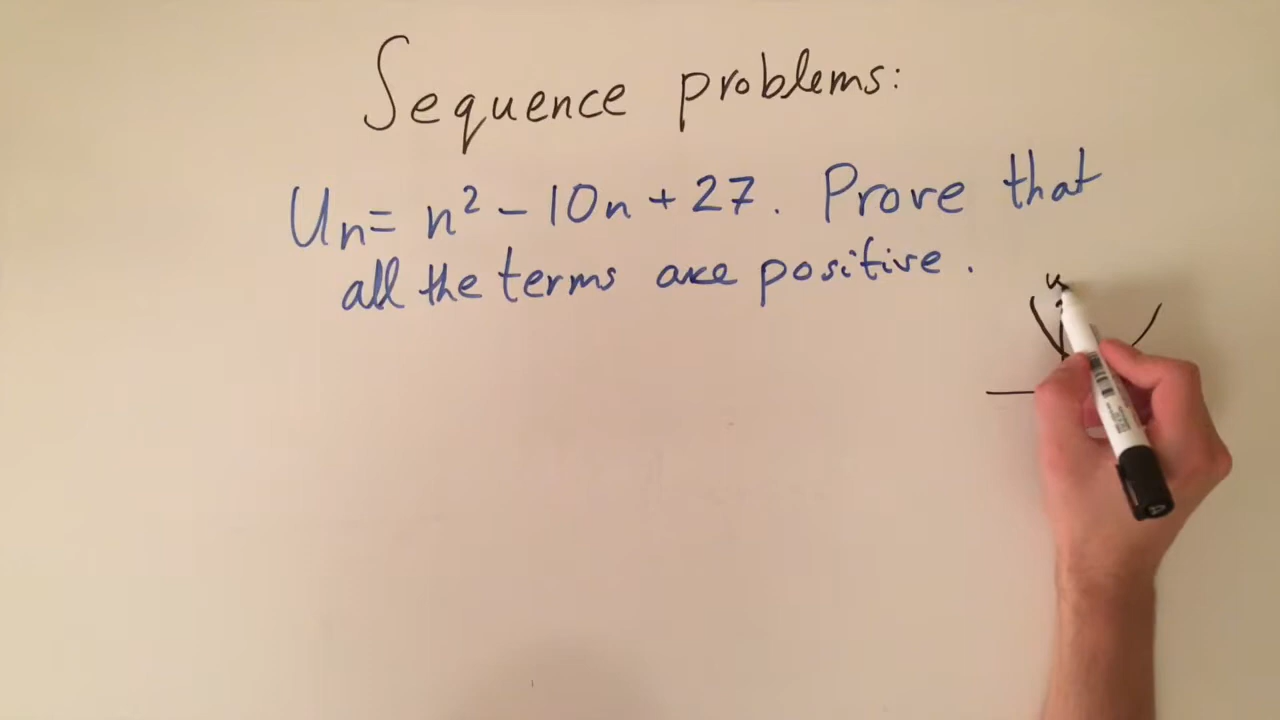 Sequence problems:
Un= n² - 10n + 27. Prove that
all the terms are positive.
u